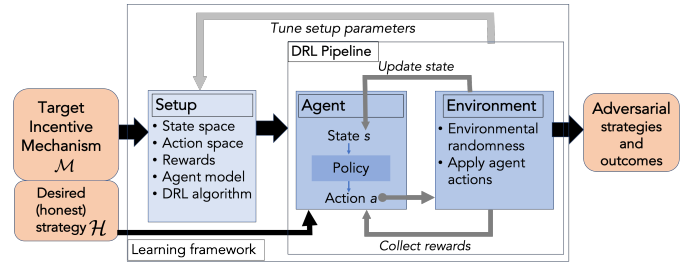 Tune setup parameters
DRL Pipeline
Update state
Target
Incentive
Mechanism
ℳ
Desired
(honest)
strategy ℋ
Setup
• State space
• Action space
• Rewards
• Agent model
• DRL algorithm
Agent
State s
Policy
Action a
Environment
• Environmental
randomness
• Apply agent
actions
Adversarial
strategies
and
outcomes
Collect rewards
Learning framework